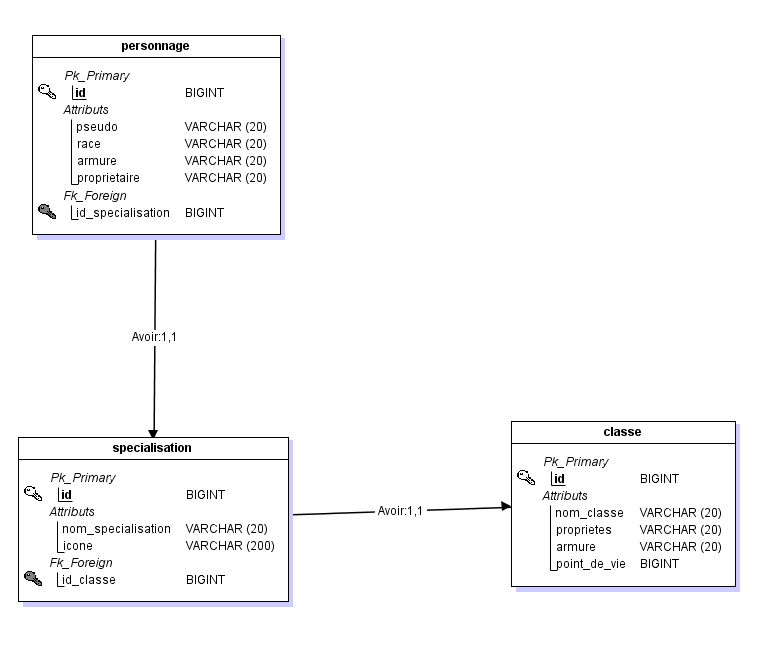 personnage
Pk_Primary
id BIGINT
Attributs
pseudo VARCHAR (20)
race VARCHAR (20)
armure VARCHAR (20)
proprietaire VARCHAR (20)
Fk_Foreign
id_specialisation BIGINT
Avoir:1,1
specialisation
Pk_Primary
id BIGINT
Attributs
nom_specialisation VARCHAR (20)
icone VARCHAR (200)
Fk_Foreign
id_classe BIGINT
Avoir:1,1
classe
Pk_Primary
id BIGINT
Attributs
nom_classe VARCHAR (20)
proprietes VARCHAR (20)
armure VARCHAR (20)
point_de_vie BIGINT